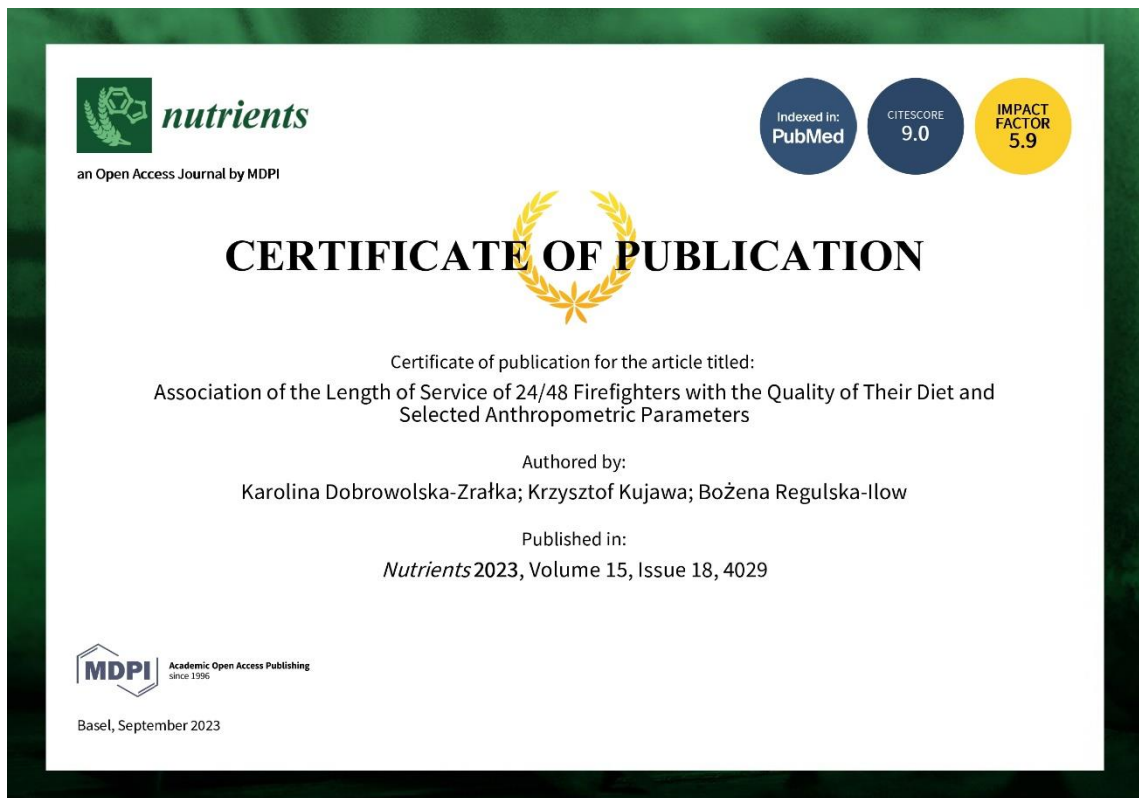 nutrients
an Open Access Journal by MDPI
Indexed in:
PubMed
CITESCORE
9.0
IMPACT
FACTOR
5.9
CERTIFICATE OF PUBLICATION
Certificate of publication for the article titled:
Association of the Length of Service of 24/48 Firefighters with the Quality of Their Diet and
Selected Anthropometric Parameters
Authored by:
Karolina Dobrowolska-Zrałka; Krzysztof Kujawa; Bożena Regulska-Ilow
Published in:
Nutrients 2023, Volume 15, Issue 18, 4029
MDPI
Academic Open Access Publishing
since 1996
Basel, September 2023